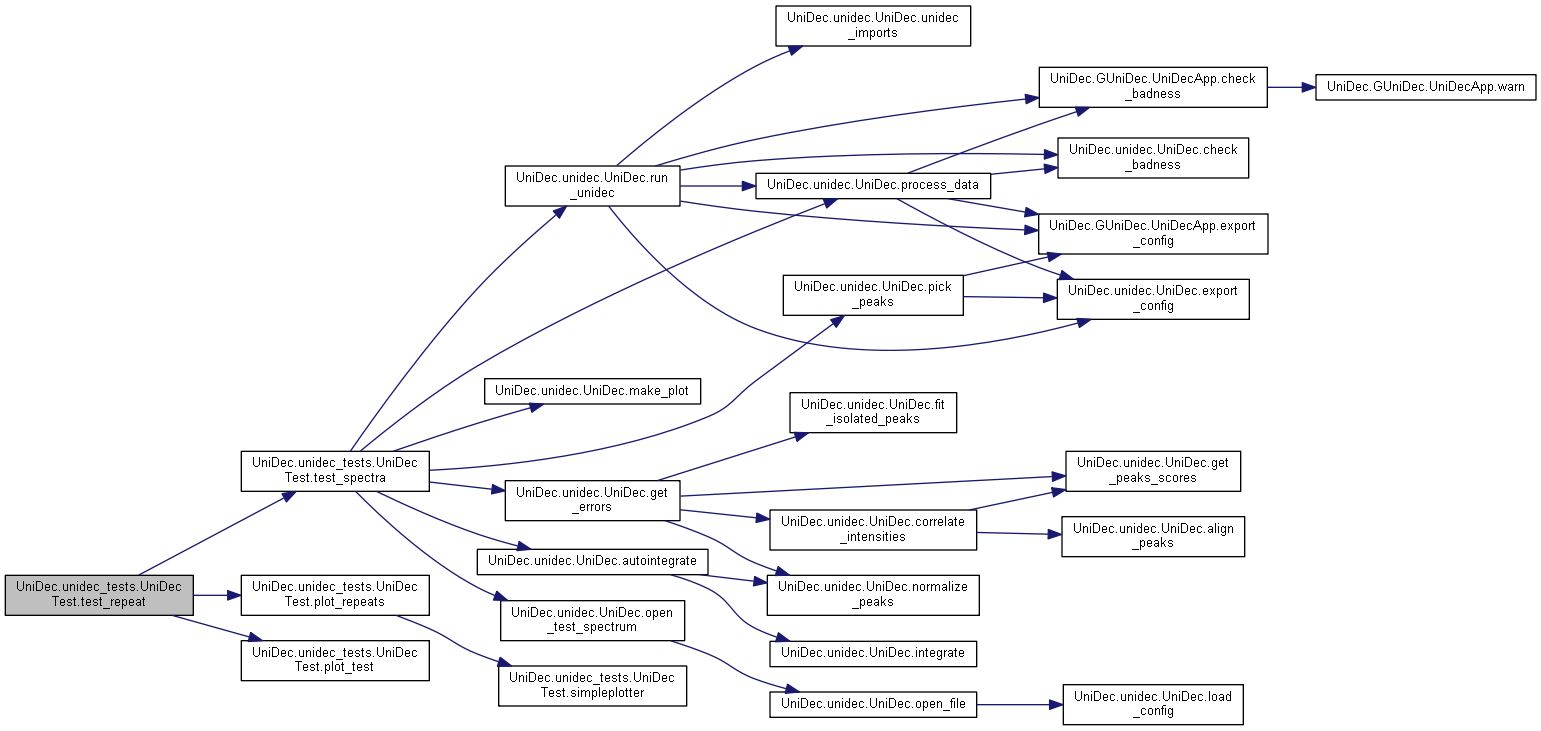 UniDec.unidec.UniDec.unidec
_imports
UniDec.GUniDec.UniDecApp.check
_badness
UniDec.GUniDec.UniDecApp.warn
UniDec.unidec.UniDec.check
_badness
UniDec.unidec.UniDec.run
_unidec
UniDec.unidec.UniDec.process_data
UniDec.GUniDec.UniDecApp.export
_config
UniDec.unidec.UniDec.pick
_peaks
UniDec.unidec.UniDec.export
_config
UniDec.unidec.UniDec.make_plot
UniDec.unidec.UniDec.fit
_isolated_peaks
UniDec.unidec_tests.UniDec
Test.test_spectra
UniDec.unidec.UniDec.get
_peaks_scores
UniDec.unidec.UniDec.get
_errors
UniDec.unidec.UniDec.correlate
_intensities
UniDec.unidec.UniDec.align
_peaks
UniDec.unidec.UniDec.autointegrate
UniDec.unidec_tests.UniDec
Test.test_repeat
UniDec.unidec_tests.UniDec
Test.plot_repeats
UniDec.unidec.UniDec.normalize
_peaks
UniDec.unidec.UniDec.open
_test_spectrum
UniDec.unidec_tests.UniDec
Test.plot_test
UniDec.unidec.UniDec.integrate
UniDec.unidec_tests.UniDec
Test.simpleplotter
UniDec.unidec.UniDec.open_file
UniDec.unidec.UniDec.load
_config